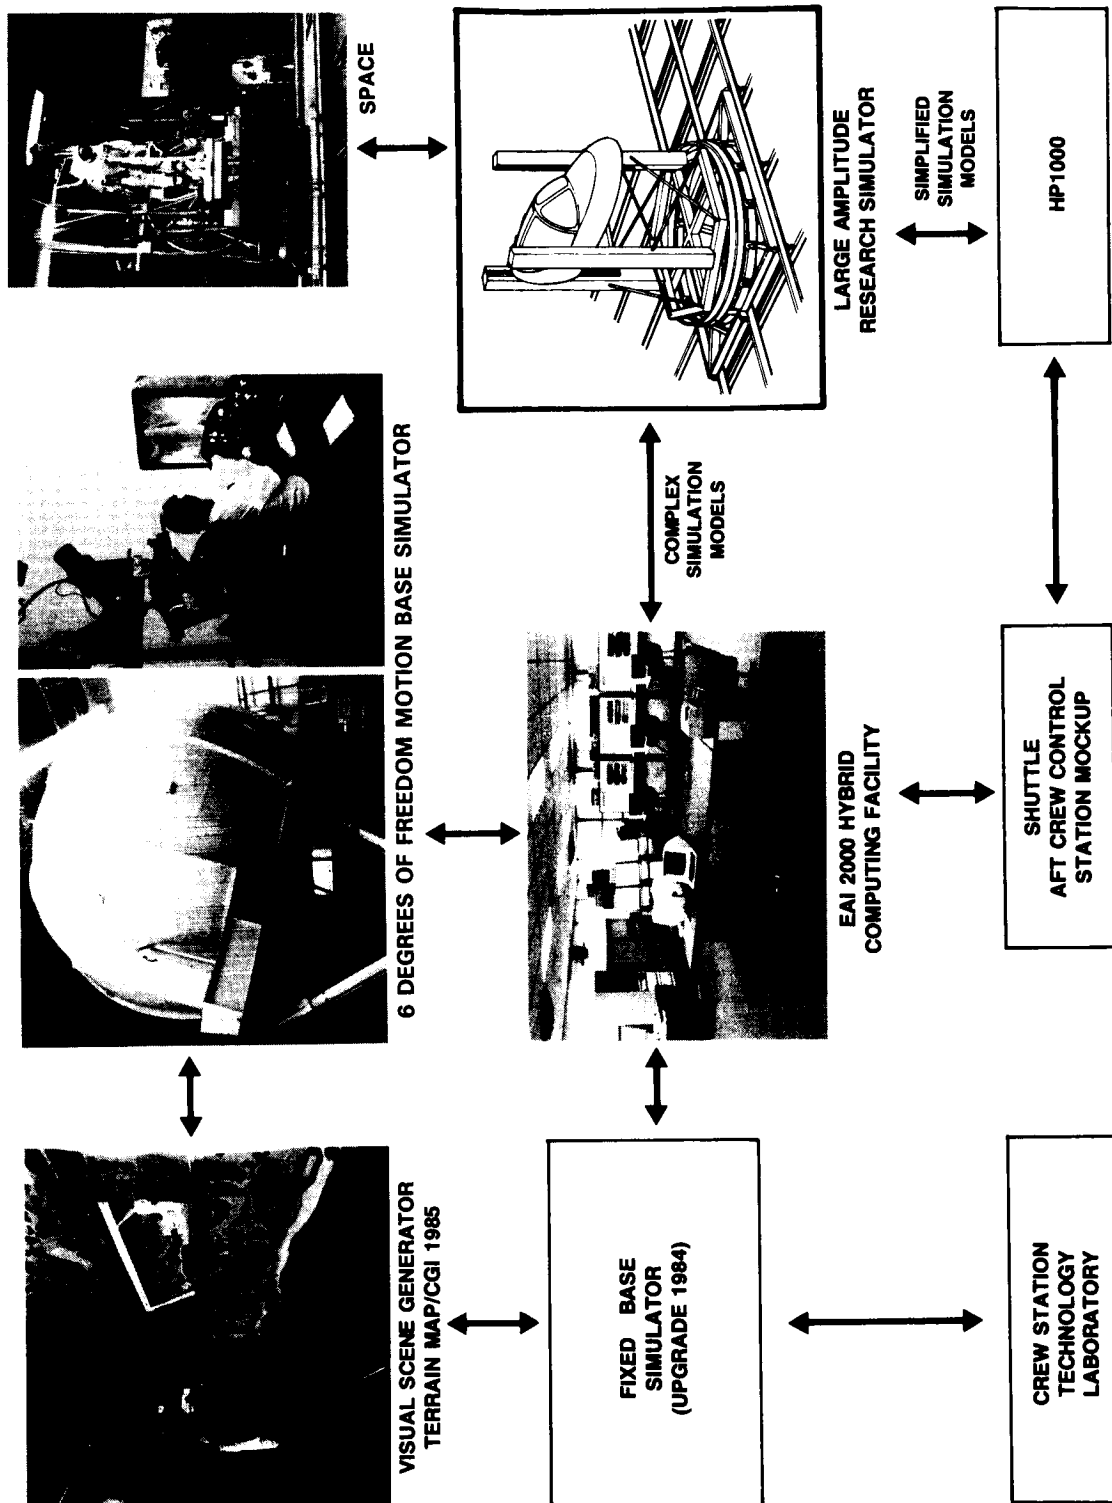 VISUAL SCENE GENERATOR
TERRAIN MAP/CGI 1985
6 DEGREES OF FREEDOM MOTION BASE SIMULATOR
SPACE
FIXED BASE
SIMULATOR
(UPGRADE 1984)
EAI 2000 HYBRID
COMPUTING FACILITY
COMPLEX
SIMULATION
MODELS
LARGE AMPLITUDE
RESEARCH SIMULATOR
SIMPLIFIED
SIMULATION
MODELS
CREW STATION
TECHNOLOGY
LABORATORY
SHUTTLE
AFT CREW CONTROL
STATION MOCKUP
HP1000